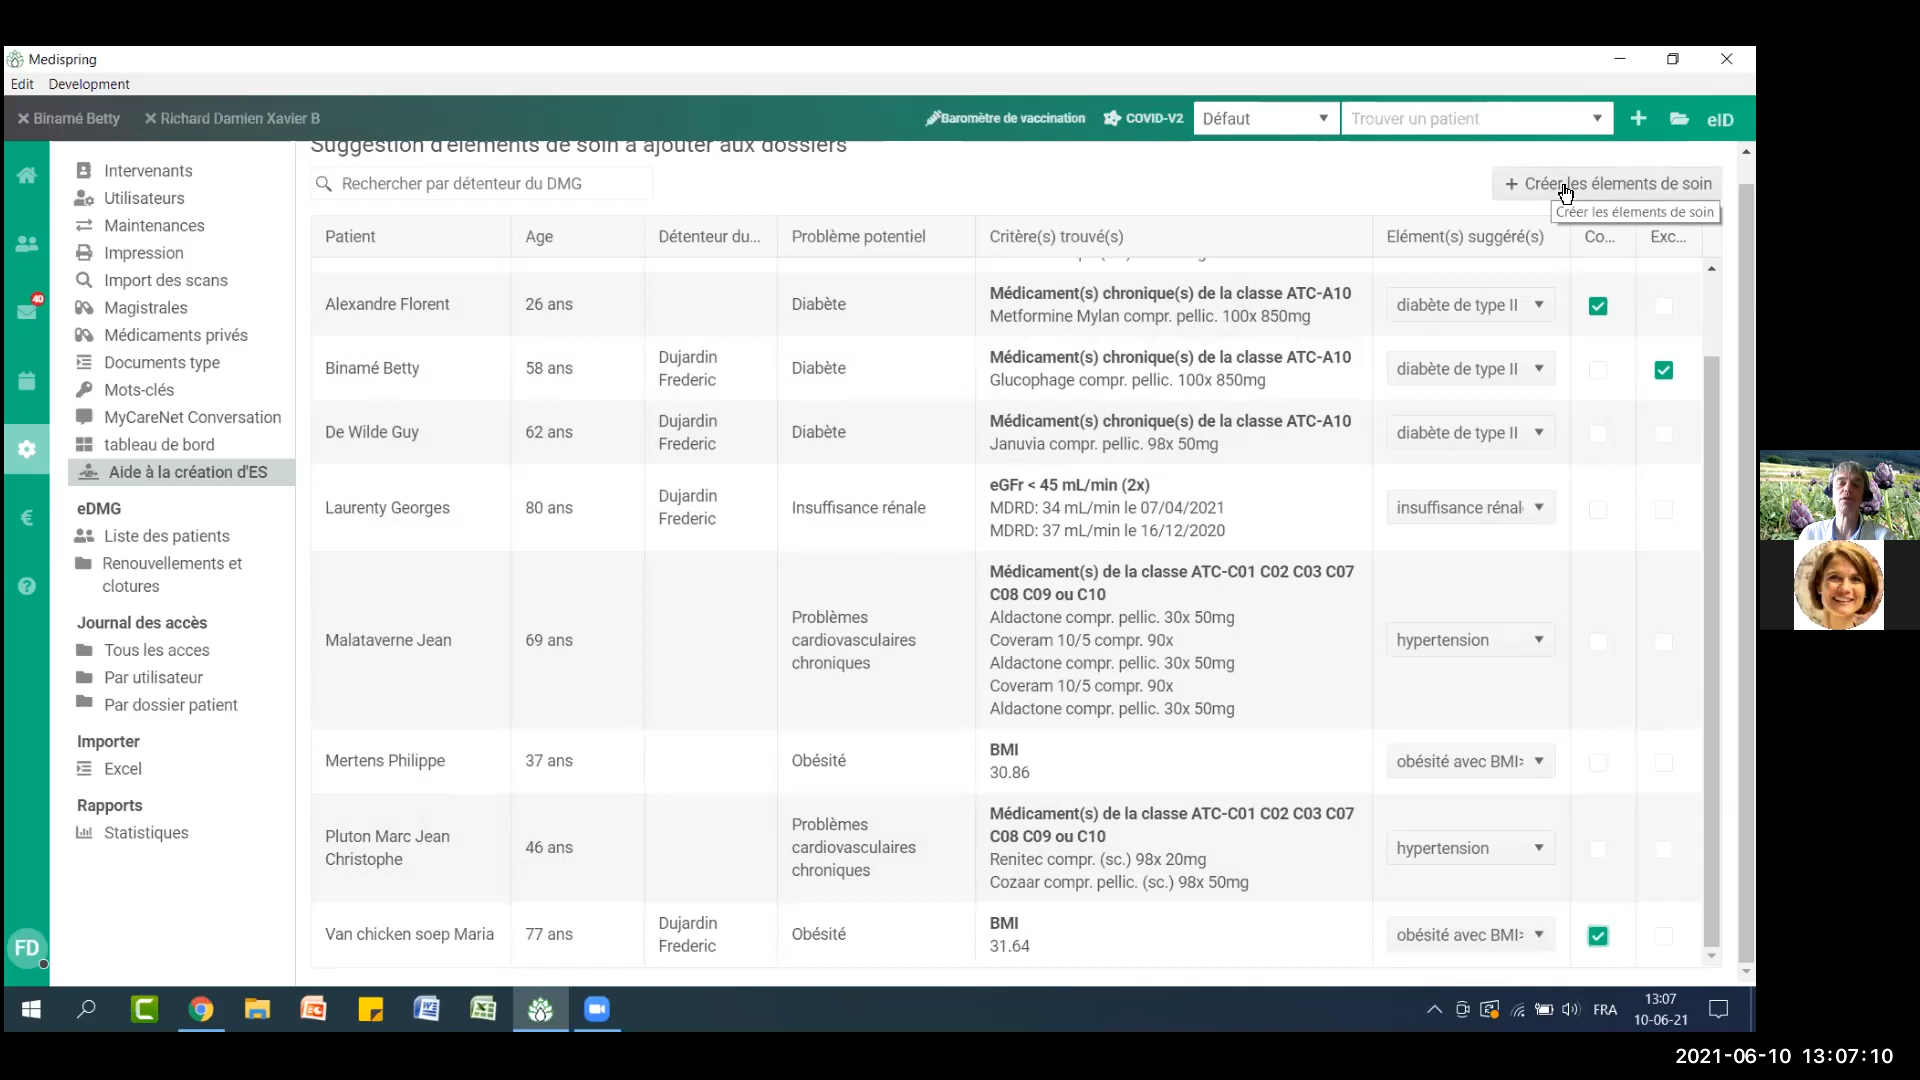 Medispring
Edit Development
Binamé Betty Richard Damien Xavier B Baromètre de vaccination COVID-V2 Défaut Trouver un patient eID
Suggestion d'éléments de soin à ajouter aux dossiers
Rechercher par détenteur du DMG
+ Créer les élements de soin
Créer les élements de soin
Intervenants
Utilisateurs
Maintenances
Impression
Import des scans
Magistrales
Médicaments privés
Documents type
Mots-clés
MyCareNet Conversation
tableau de bord
Aide à la création d'ES
eDMG
Liste des patients
Renouvellements et
clotures
Journal des accès
Tous les acces
Par utilisateur
Par dossier patient
Importer
Excel
Rapports
Statistiques
40
FD
Patient Age Détenteur du... Problème potentiel Critère(s) trouvé(s) Elément(s) suggéré(s) Co... Exc...
Alexandre Florent 26 ans Diabète Médicament(s) chronique(s) de la classe ATC-A10 diabète de type II
Metformine Mylan compr. pellic. 100x 850mg
Binamé Betty 58 ans Dujardin Frederic Diabète Médicament(s) chronique(s) de la classe ATC-A10 diabète de type II
Glucophage compr. pellic. 100x 850mg
De Wilde Guy 62 ans Dujardin Frederic Diabète Médicament(s) chronique(s) de la classe ATC-A10 diabète de type II
Januvia compr. pellic. 98x 50mg
Laurenty Georges 80 ans Dujardin Frederic Insuffisance rénale eGFr < 45 mL/min (2x) insuffisance rénal
MDRD: 34 mL/min le 07/04/2021
MDRD: 37 mL/min le 16/12/2020
Malataverne Jean 69 ans Problèmes cardiovasculaires chroniques Médicament(s) de la classe ATC-C01 C02 C03 C07 hypertension
C08 C09 ou C10
Aldactone compr. pellic. 30x 50mg
Coveram 10/5 compr. 90x
Aldactone compr. pellic. 30x 50mg
Coveram 10/5 compr. 90x
Aldactone compr. pellic. 30x 50mg
Mertens Philippe 37 ans Obésité BMI obésité avec BMI>
30.86
Pluton Marc Jean Christophe 46 ans Problèmes cardiovasculaires chroniques Médicament(s) de la classe ATC-C01 C02 C03 C07 hypertension
C08 C09 ou C10
Renitec compr. (sc.) 98x 20mg
Cozaar compr. pellic. (sc.) 98x 50mg
Van chicken soep Maria 77 ans Dujardin Frederic Obésité BMI obésité avec BMI>
31.64
FRA 13:07
10-06-21
2021-06-10 13:07:10